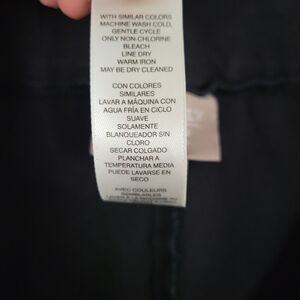 WITH SIMILAR COLORS
MACHINE WASH COLD,
GENTLE CYCLE
ONLY NON-CHLORINE
BLEACH
LINE DRY
WARM IRON
MAY BE DRY CLEANED
CON COLORES
SIMILARES
LAVAR A MÁQUINA CON
AGUA FRÍA EN CICLO
SUAVE
SOLAMENTE
BLANQUEADOR SIN
CLORO
SECAR COLGADO
PLANCHAR A
TEMPERATURA MEDIA
PUEDE LAVARSE EN
SECO
AVEC COULEURS
SEMBLABLES